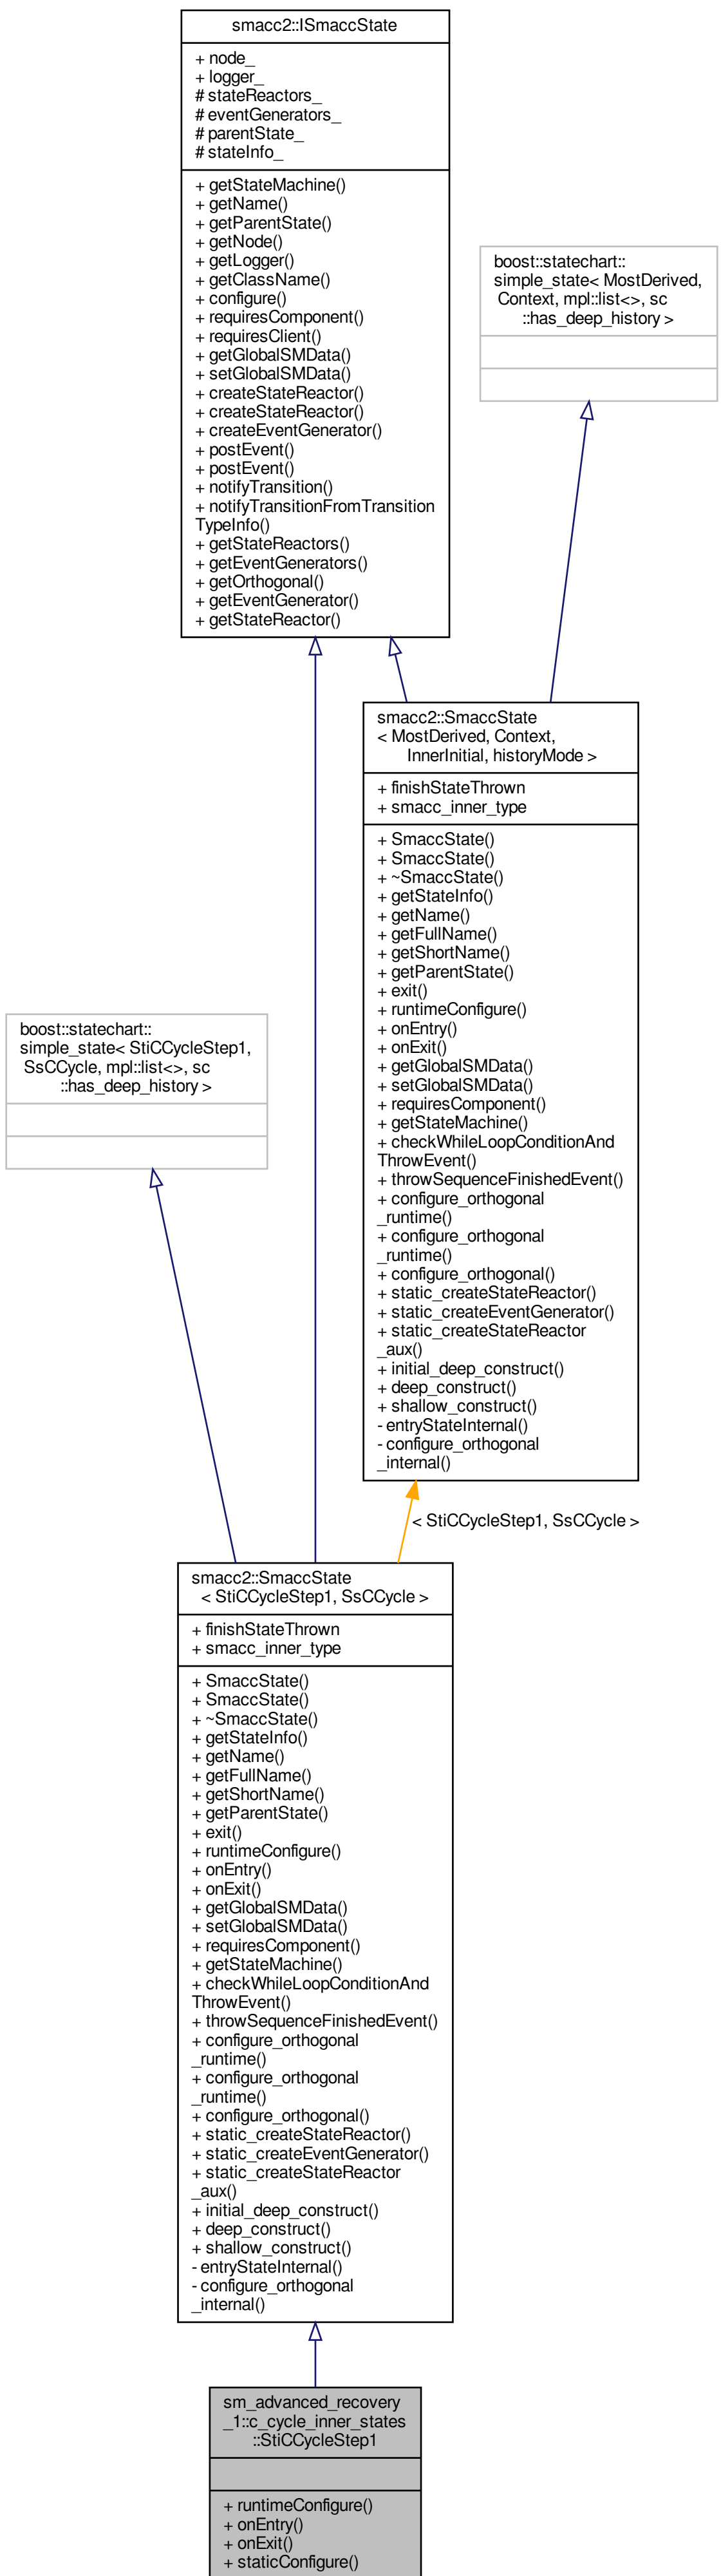 smacc2::ISmaccState
+ node_
+ logger_
# stateReactors_
# eventGenerators_
# parentState_
# stateInfo_
+ getStateMachine()
+ getName()
+ getParentState()
+ getNode()
+ getLogger()
+ getClassName()
+ configure()
+ requiresComponent()
+ requiresClient()
+ getGlobalSMData()
+ setGlobalSMData()
+ createStateReactor()
+ createStateReactor()
+ createEventGenerator()
+ postEvent()
+ postEvent()
+ notifyTransition()
+ notifyTransitionFromTransition
TypeInfo()
+ getStateReactors()
+ getEventGenerators()
+ getOrthogonal()
+ getEventGenerator()
+ getStateReactor()
boost::statechart::
simple_state< MostDerived,
Context, mpl::list<>, sc
::has_deep_history >
smacc2::SmaccState
< MostDerived, Context,
InnerInitial, historyMode >
+ finishStateThrown
+ smacc_inner_type
+ SmaccState()
+ SmaccState()
+ ~SmaccState()
+ getStateInfo()
+ getName()
+ getFullName()
+ getShortName()
+ getParentState()
+ exit()
+ runtimeConfigure()
+ onEntry()
+ onExit()
+ getGlobalSMData()
+ setGlobalSMData()
+ requiresComponent()
+ getStateMachine()
+ checkWhileLoopConditionAnd
ThrowEvent()
+ throwSequenceFinishedEvent()
+ configure_orthogonal
_runtime()
+ configure_orthogonal
_runtime()
+ configure_orthogonal()
+ static_createStateReactor()
+ static_createEventGenerator()
+ static_createStateReactor
_aux()
+ initial_deep_construct()
+ deep_construct()
+ shallow_construct()
- entryStateInternal()
- configure_orthogonal
_internal()
boost::statechart::
simple_state< StiCCycleStep1,
SsCCycle, mpl::list<>, sc
::has_deep_history >
< StiCCycleStep1, SsCCycle >
smacc2::SmaccState
< StiCCycleStep1, SsCCycle >
+ finishStateThrown
+ smacc_inner_type
+ SmaccState()
+ SmaccState()
+ ~SmaccState()
+ getStateInfo()
+ getName()
+ getFullName()
+ getShortName()
+ getParentState()
+ exit()
+ runtimeConfigure()
+ onEntry()
+ onExit()
+ getGlobalSMData()
+ setGlobalSMData()
+ requiresComponent()
+ getStateMachine()
+ checkWhileLoopConditionAnd
ThrowEvent()
+ throwSequenceFinishedEvent()
+ configure_orthogonal
_runtime()
+ configure_orthogonal
_runtime()
+ configure_orthogonal()
+ static_createStateReactor()
+ static_createEventGenerator()
+ static_createStateReactor
_aux()
+ initial_deep_construct()
+ deep_construct()
+ shallow_construct()
- entryStateInternal()
- configure_orthogonal
_internal()
sm_advanced_recovery
_1::c_cycle_inner_states
::StiCCycleStep1
+ runtimeConfigure()
+ onEntry()
+ onExit()
+ staticConfigure()